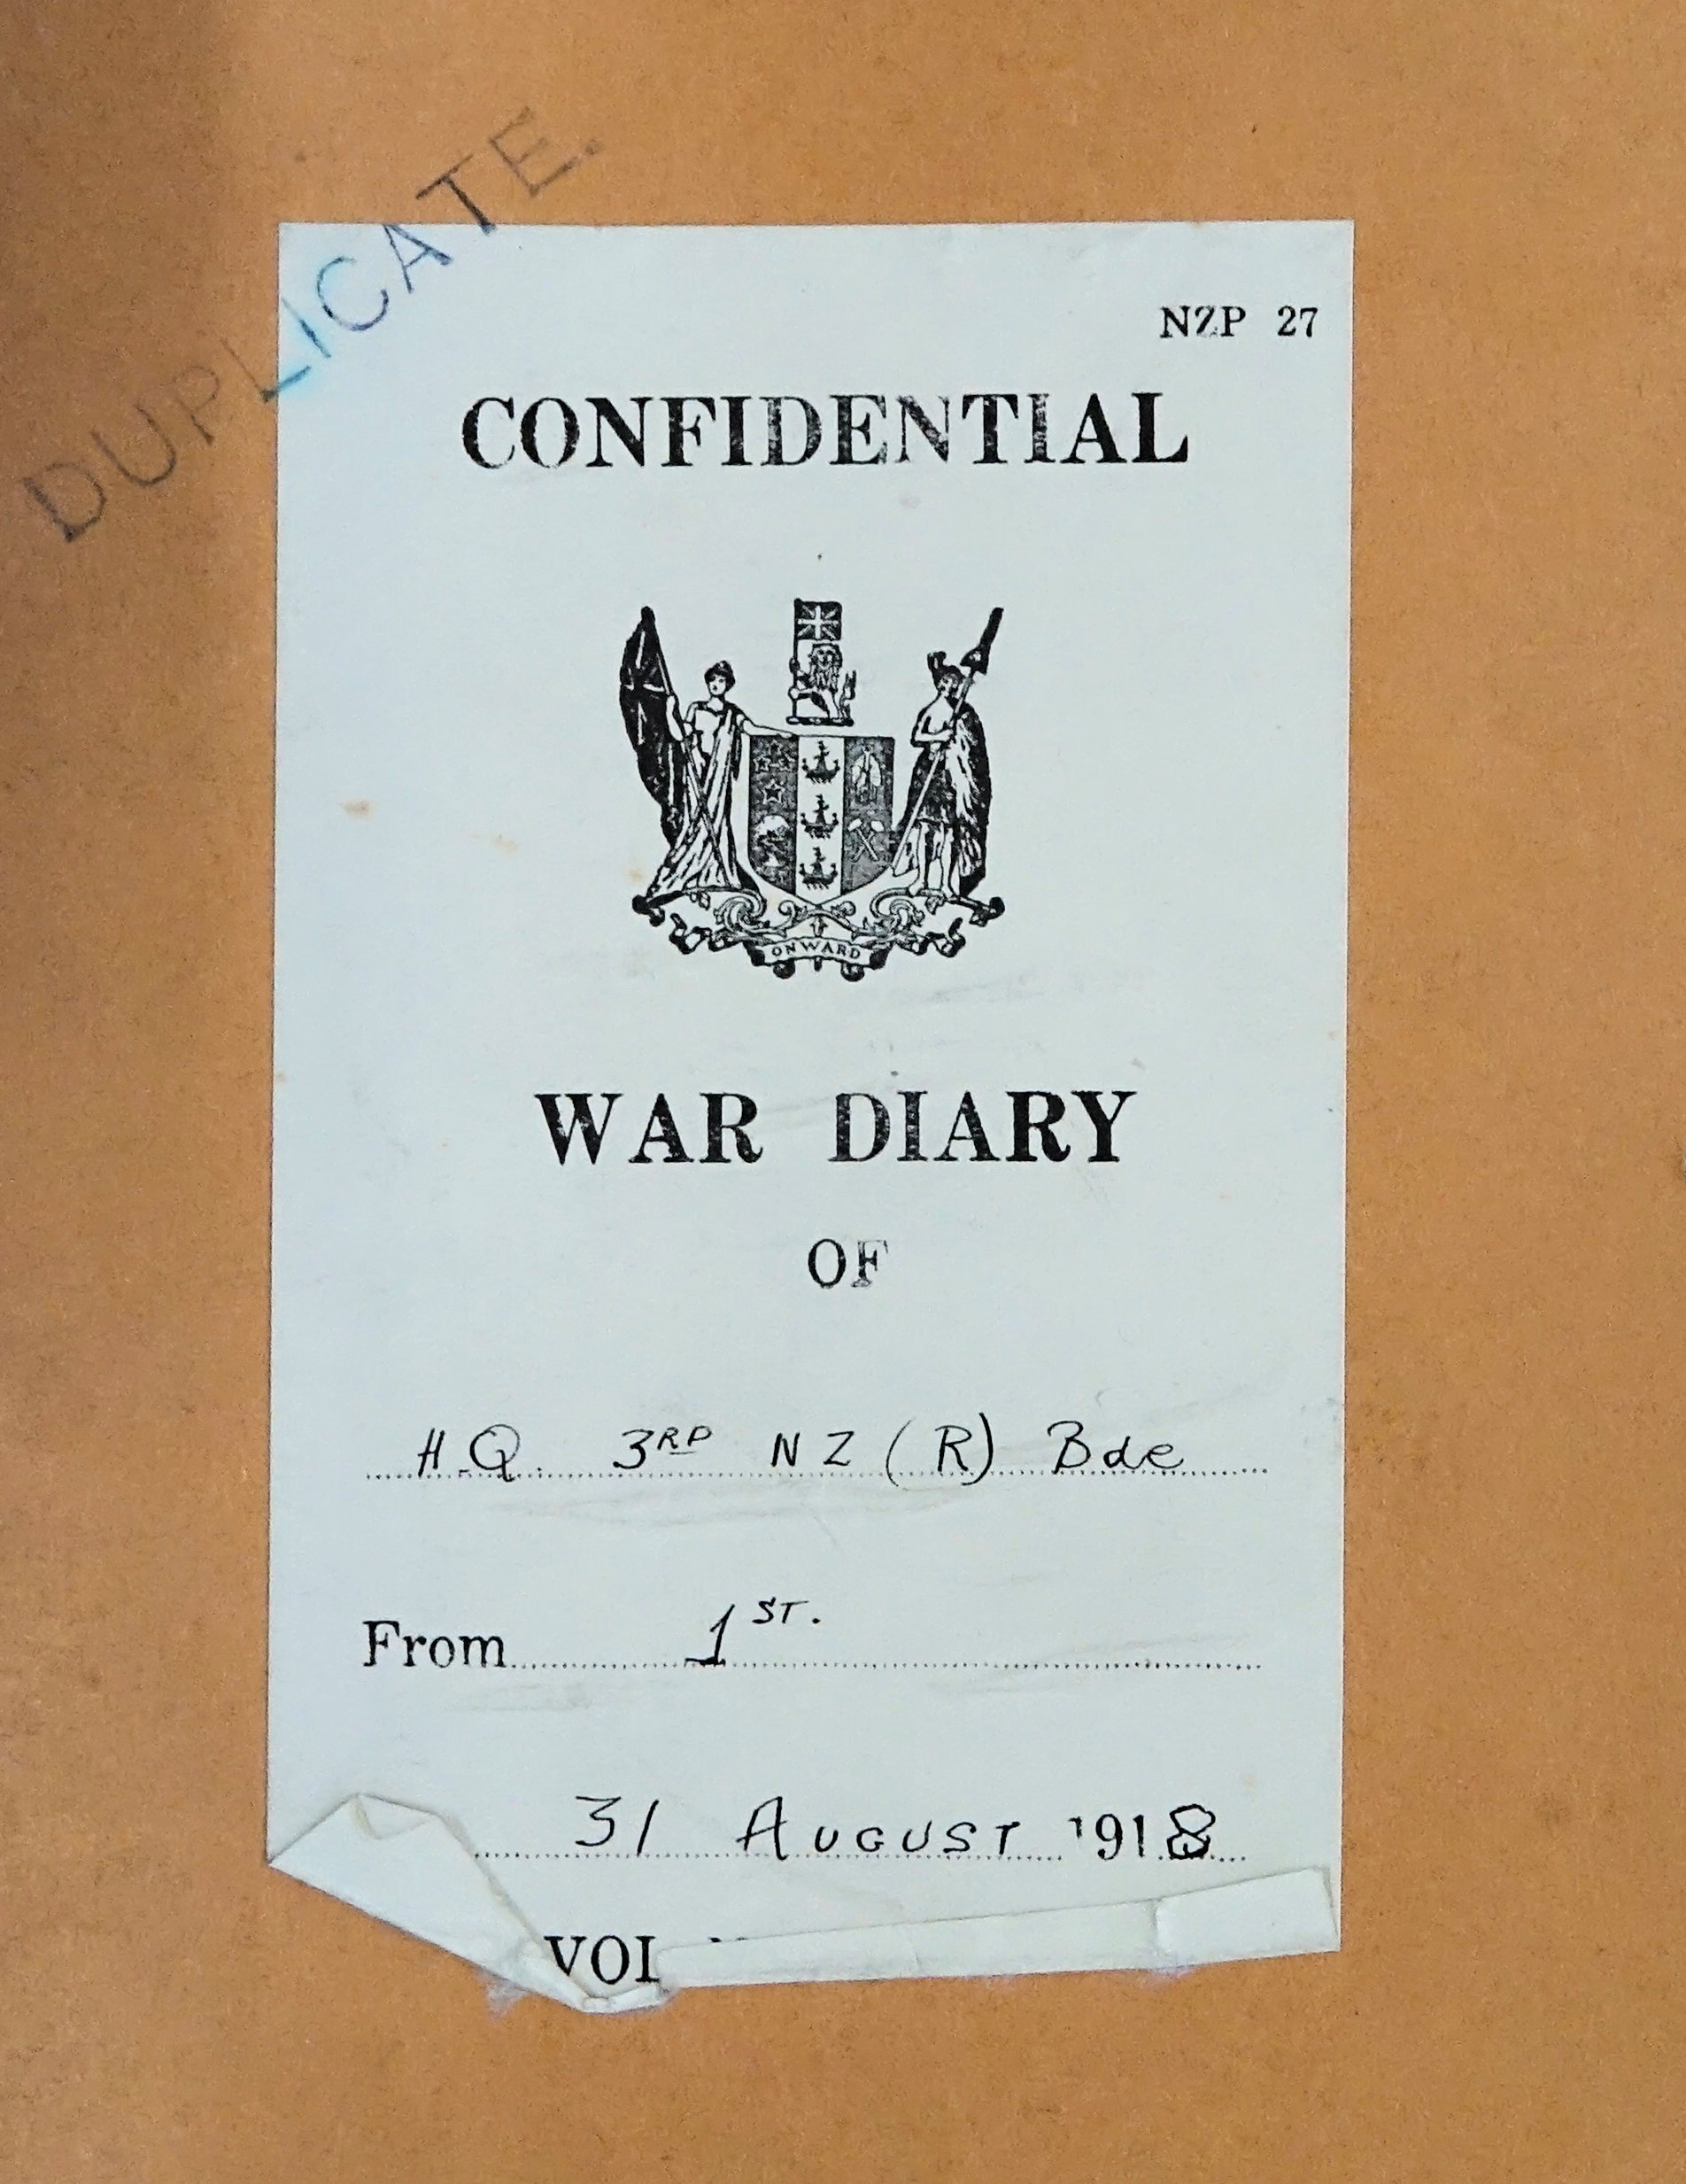 DUPLICATE.
NZP 27
CONFIDENTIAL
ONWARD
WAR DIARY
OF
H.Q. 3RD NZ (R) Bde
From 1ST.
31 AUGUST 1918
VOL